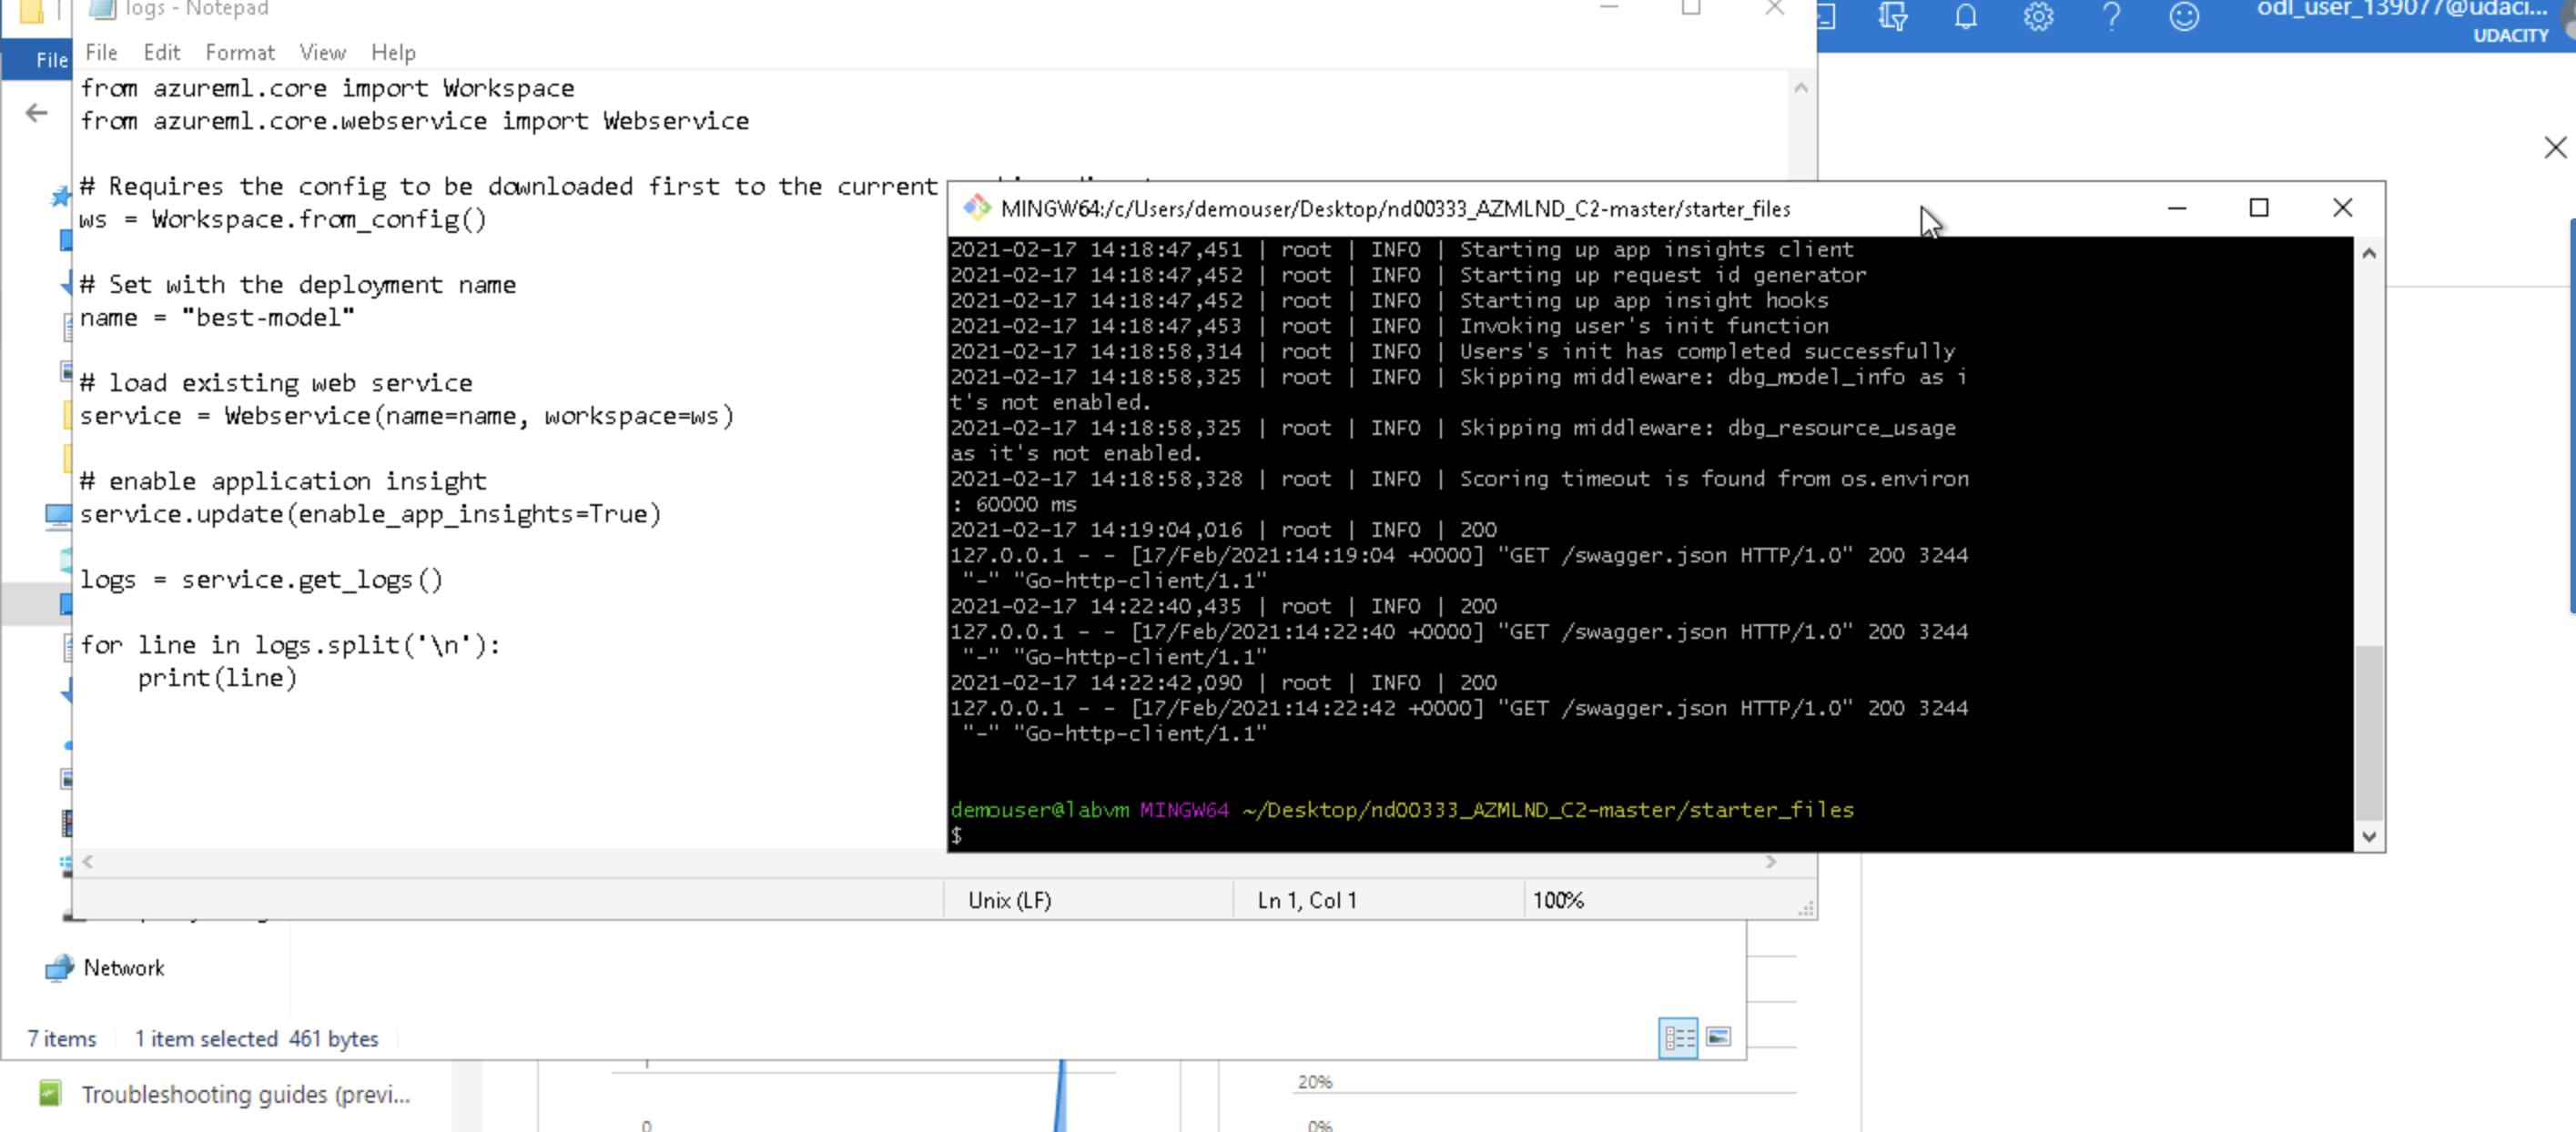 logs - Notepad
File Edit Format View Help
from azureml.core import Workspace
from azureml.core.webservice import Webservice
# Requires the config to be downloaded first to the current
ws = Workspace.from_config()
# Set with the deployment name
name = "best-model"
# load existing web service
service = Webservice(name=name, workspace=ws)
# enable application insight
service.update(enable_app_insights=True)
logs = service.get_logs()
for line in logs.split('\n'):
    print(line)
Unix (LF) Ln 1, Col 1 100%
File
Network
7 items 1 item selected 461 bytes
Troubleshooting guides (previ...
0
20%
0%
odl_user_139077@udaci...
UDACITY
MINGW64:/c/Users/demouser/Desktop/nd00333_AZMLND_C2-master/starter_files
2021-02-17 14:18:47,451 | root | INFO | Starting up app insights client
2021-02-17 14:18:47,452 | root | INFO | Starting up request id generator
2021-02-17 14:18:47,452 | root | INFO | Starting up app insight hooks
2021-02-17 14:18:47,453 | root | INFO | Invoking user's init function
2021-02-17 14:18:58,314 | root | INFO | Users's init has completed successfully
2021-02-17 14:18:58,325 | root | INFO | Skipping middleware: dbg_model_info as i
t's not enabled.
2021-02-17 14:18:58,325 | root | INFO | Skipping middleware: dbg_resource_usage
as it's not enabled.
2021-02-17 14:18:58,328 | root | INFO | Scoring timeout is found from os.environ
: 60000 ms
2021-02-17 14:19:04,016 | root | INFO | 200
127.0.0.1 - - [17/Feb/2021:14:19:04 +0000] "GET /swagger.json HTTP/1.0" 200 3244
"-" "Go-http-client/1.1"
2021-02-17 14:22:40,435 | root | INFO | 200
127.0.0.1 - - [17/Feb/2021:14:22:40 +0000] "GET /swagger.json HTTP/1.0" 200 3244
"-" "Go-http-client/1.1"
2021-02-17 14:22:42,090 | root | INFO | 200
127.0.0.1 - - [17/Feb/2021:14:22:42 +0000] "GET /swagger.json HTTP/1.0" 200 3244
"-" "Go-http-client/1.1"
demouser@labvm MINGW64 ~/Desktop/nd00333_AZMLND_C2-master/starter_files
$